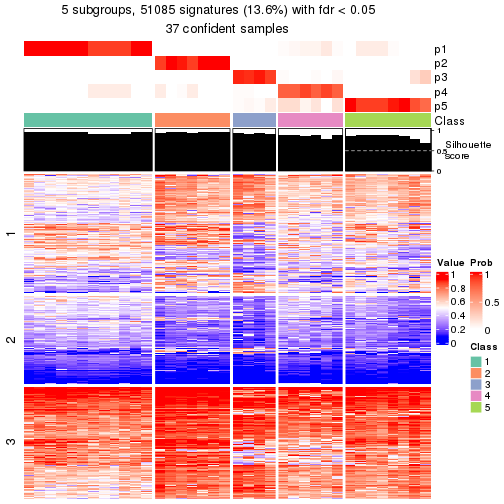 5 subgroups, 51085 signatures (13.6%) with fdr < 0.05
37 confident samples
p1
p2
p3
p4
p5
Class
1
0.5
0
Silhouette
score
1
2
3
Value
1
0.8
0.6
0.4
0.2
0
Prob
1
0.5
0
Class
1
2
3
4
5